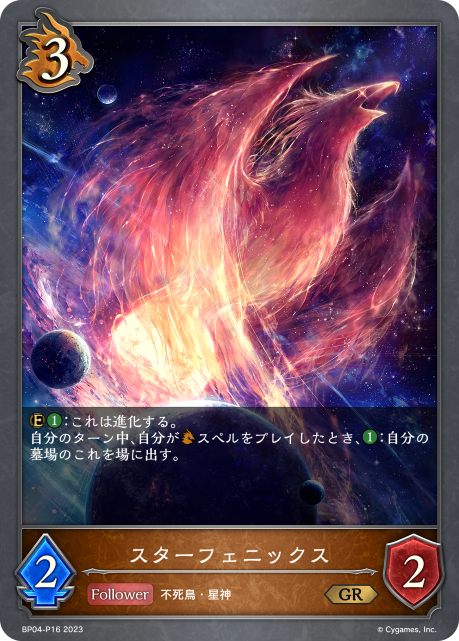 3
E 1:これは進化する。
自分のターン中、自分がスペルをプレイしたとき、1:自分の
墓場のこれを場に出す。
スターフェニックス
2
Follower 不死鳥・星神 GR
2
BP04-P16 2023 © Cygames, Inc.